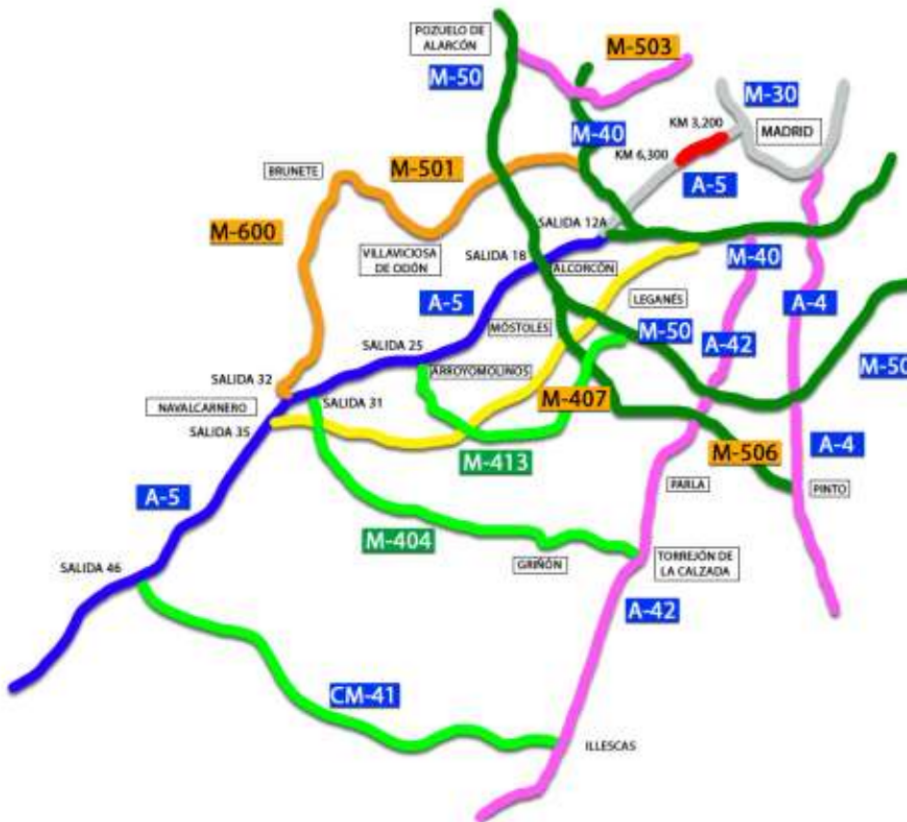 POZUELO DE
ALARCÓN
M-503
M-50
M-30
KM 3,200
MADRID
M-40
KM 6,300
BRUNETE
M-501
A-5
SALIDA 12A
M-600
VILLAVICIOSA
DE ODÓN
SALIDA 18
ALCORCÓN
M-40
A-5
LEGANÉS
A-4
MÓSTOLES
M-50
A-42
SALIDA 25
ARROYOMOLINOS
M-50
SALIDA 32
SALIDA 31
M-407
NAVALCARNERO
SALIDA 35
M-506
A-4
M-413
A-5
PARLA
PINTO
M-404
SALIDA 46
GRIÑÓN
TORREJÓN DE
LA CALZADA
A-42
CM-41
ILLESCAS